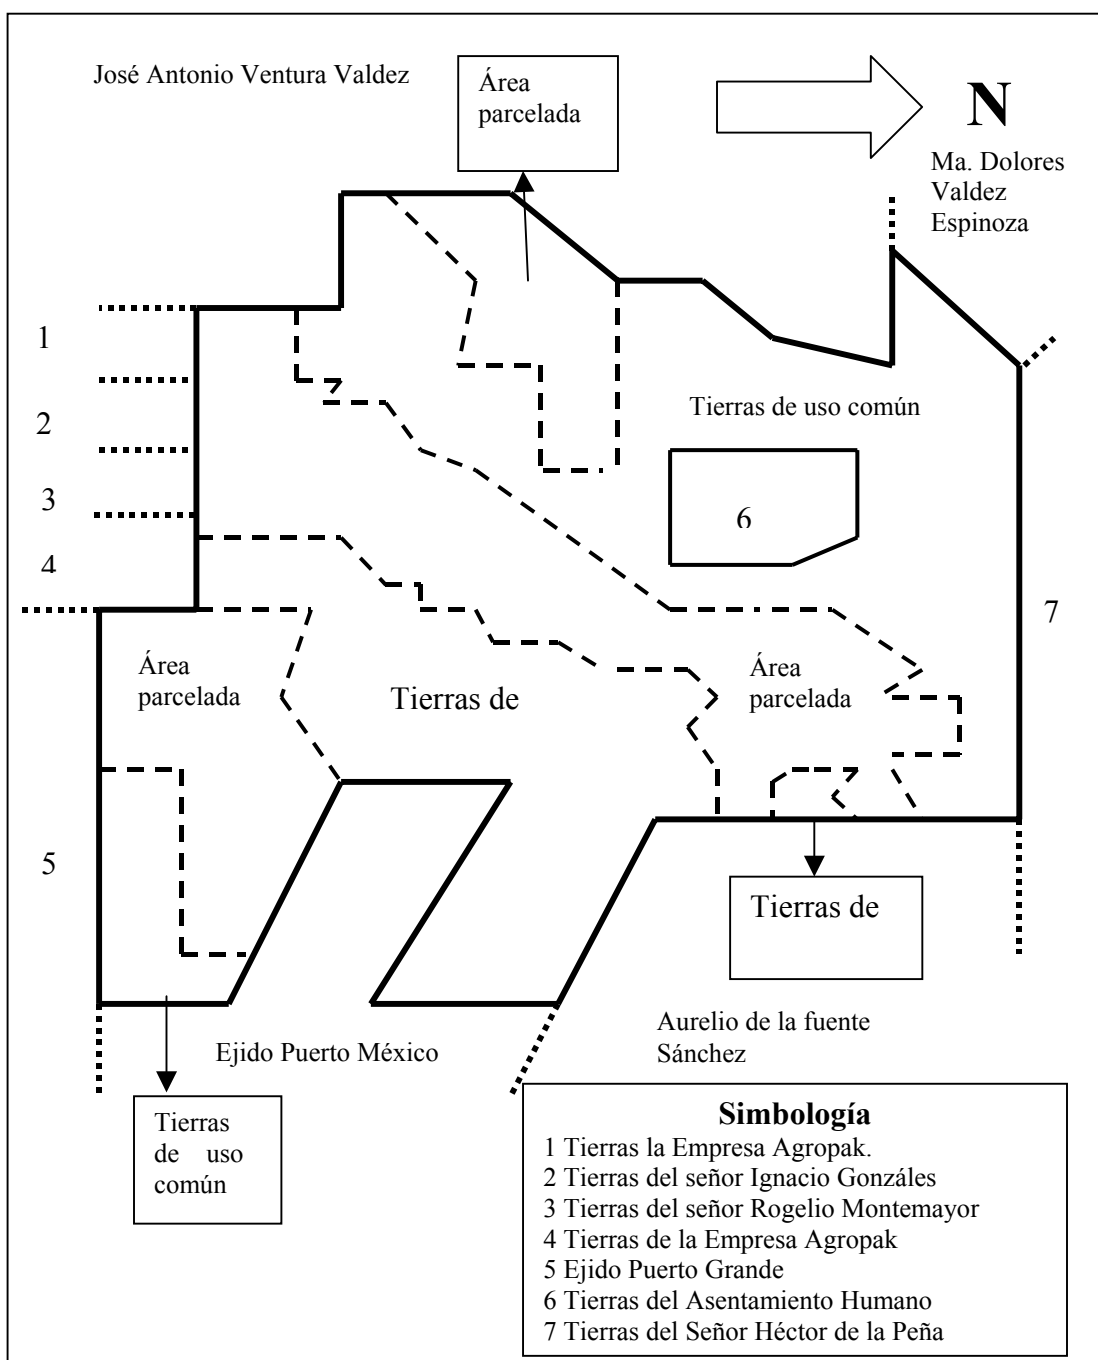 José Antonio Ventura Valdez
Área
parcelada
N
Ma. Dolores
Valdez
Espinoza
1
2
3
4
Tierras de uso común
6
7
Área
parcelada
Tierras de
Área
parcelada
5
Tierras de
Aurelio de la fuente
Sánchez
Ejido Puerto México
Tierras
de uso
común
Simbología
1 Tierras la Empresa Agropak.
2 Tierras del señor Ignacio Gonzáles
3 Tierras del señor Rogelio Montemayor
4 Tierras de la Empresa Agropak
5 Ejido Puerto Grande
6 Tierras del Asentamiento Humano
7 Tierras del Señor Héctor de la Peña